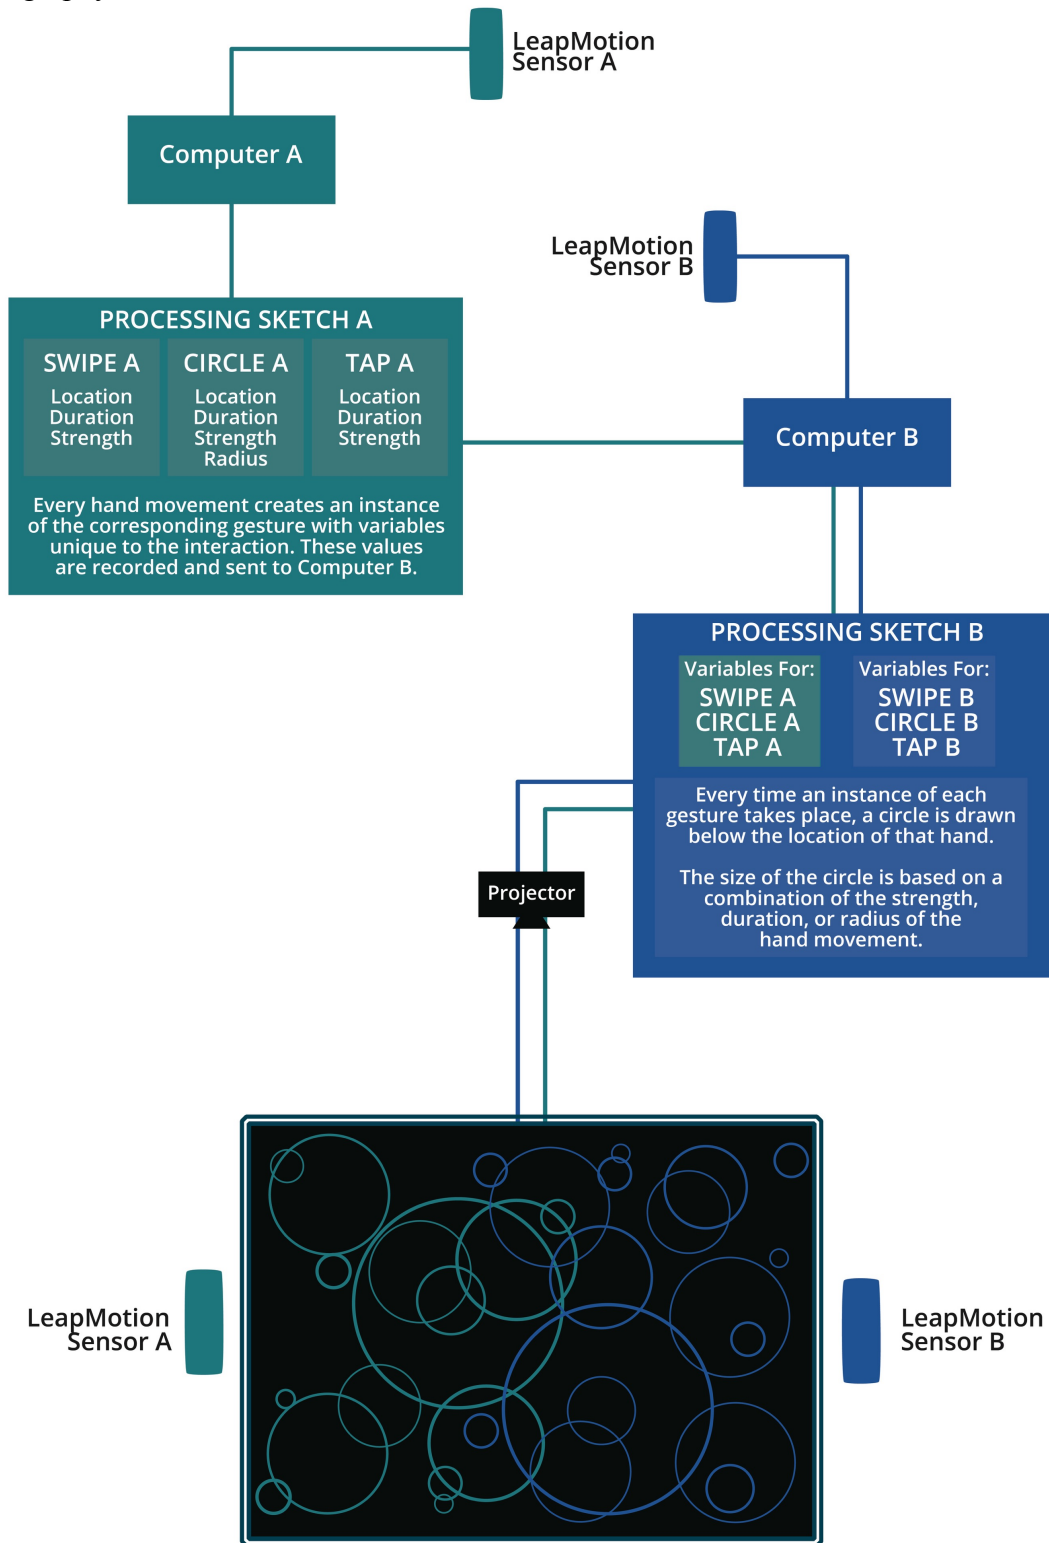 LeapMotion
Sensor A
Computer A
LeapMotion
Sensor B
PROCESSING SKETCH A
SWIPE A
Location
Duration
Strength
CIRCLE A
Location
Duration
Strength
Radius
TAP A
Location
Duration
Strength
Every hand movement creates an instance
of the corresponding gesture with variables
unique to the interaction. These values
are recorded and sent to Computer B.
Computer B
PROCESSING SKETCH B
Variables For:
SWIPE A
CIRCLE A
TAP A
Variables For:
SWIPE B
CIRCLE B
TAP B
Every time an instance of each
gesture takes place, a circle is drawn
below the location of that hand.
The size of the circle is based on a
combination of the strength,
duration, or radius of the
hand movement.
Projector
LeapMotion
Sensor A
LeapMotion
Sensor B